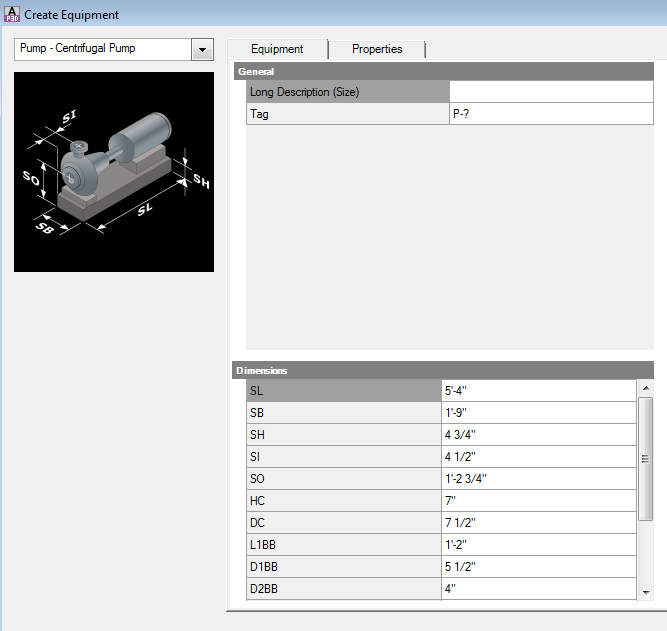 A
P3D
Create Equipment
Pump - Centrifugal Pump
Equipment Properties
General
Long Description (Size)
Tag P-?
SI
SO
SH
SL
SB
Dimensions
SL 5'-4"
SB 1'-9"
SH 4 3/4"
SI 4 1/2"
SO 1'-2 3/4"
HC 7"
DC 7 1/2"
L1BB 1'-2"
D1BB 5 1/2"
D2BB 4"